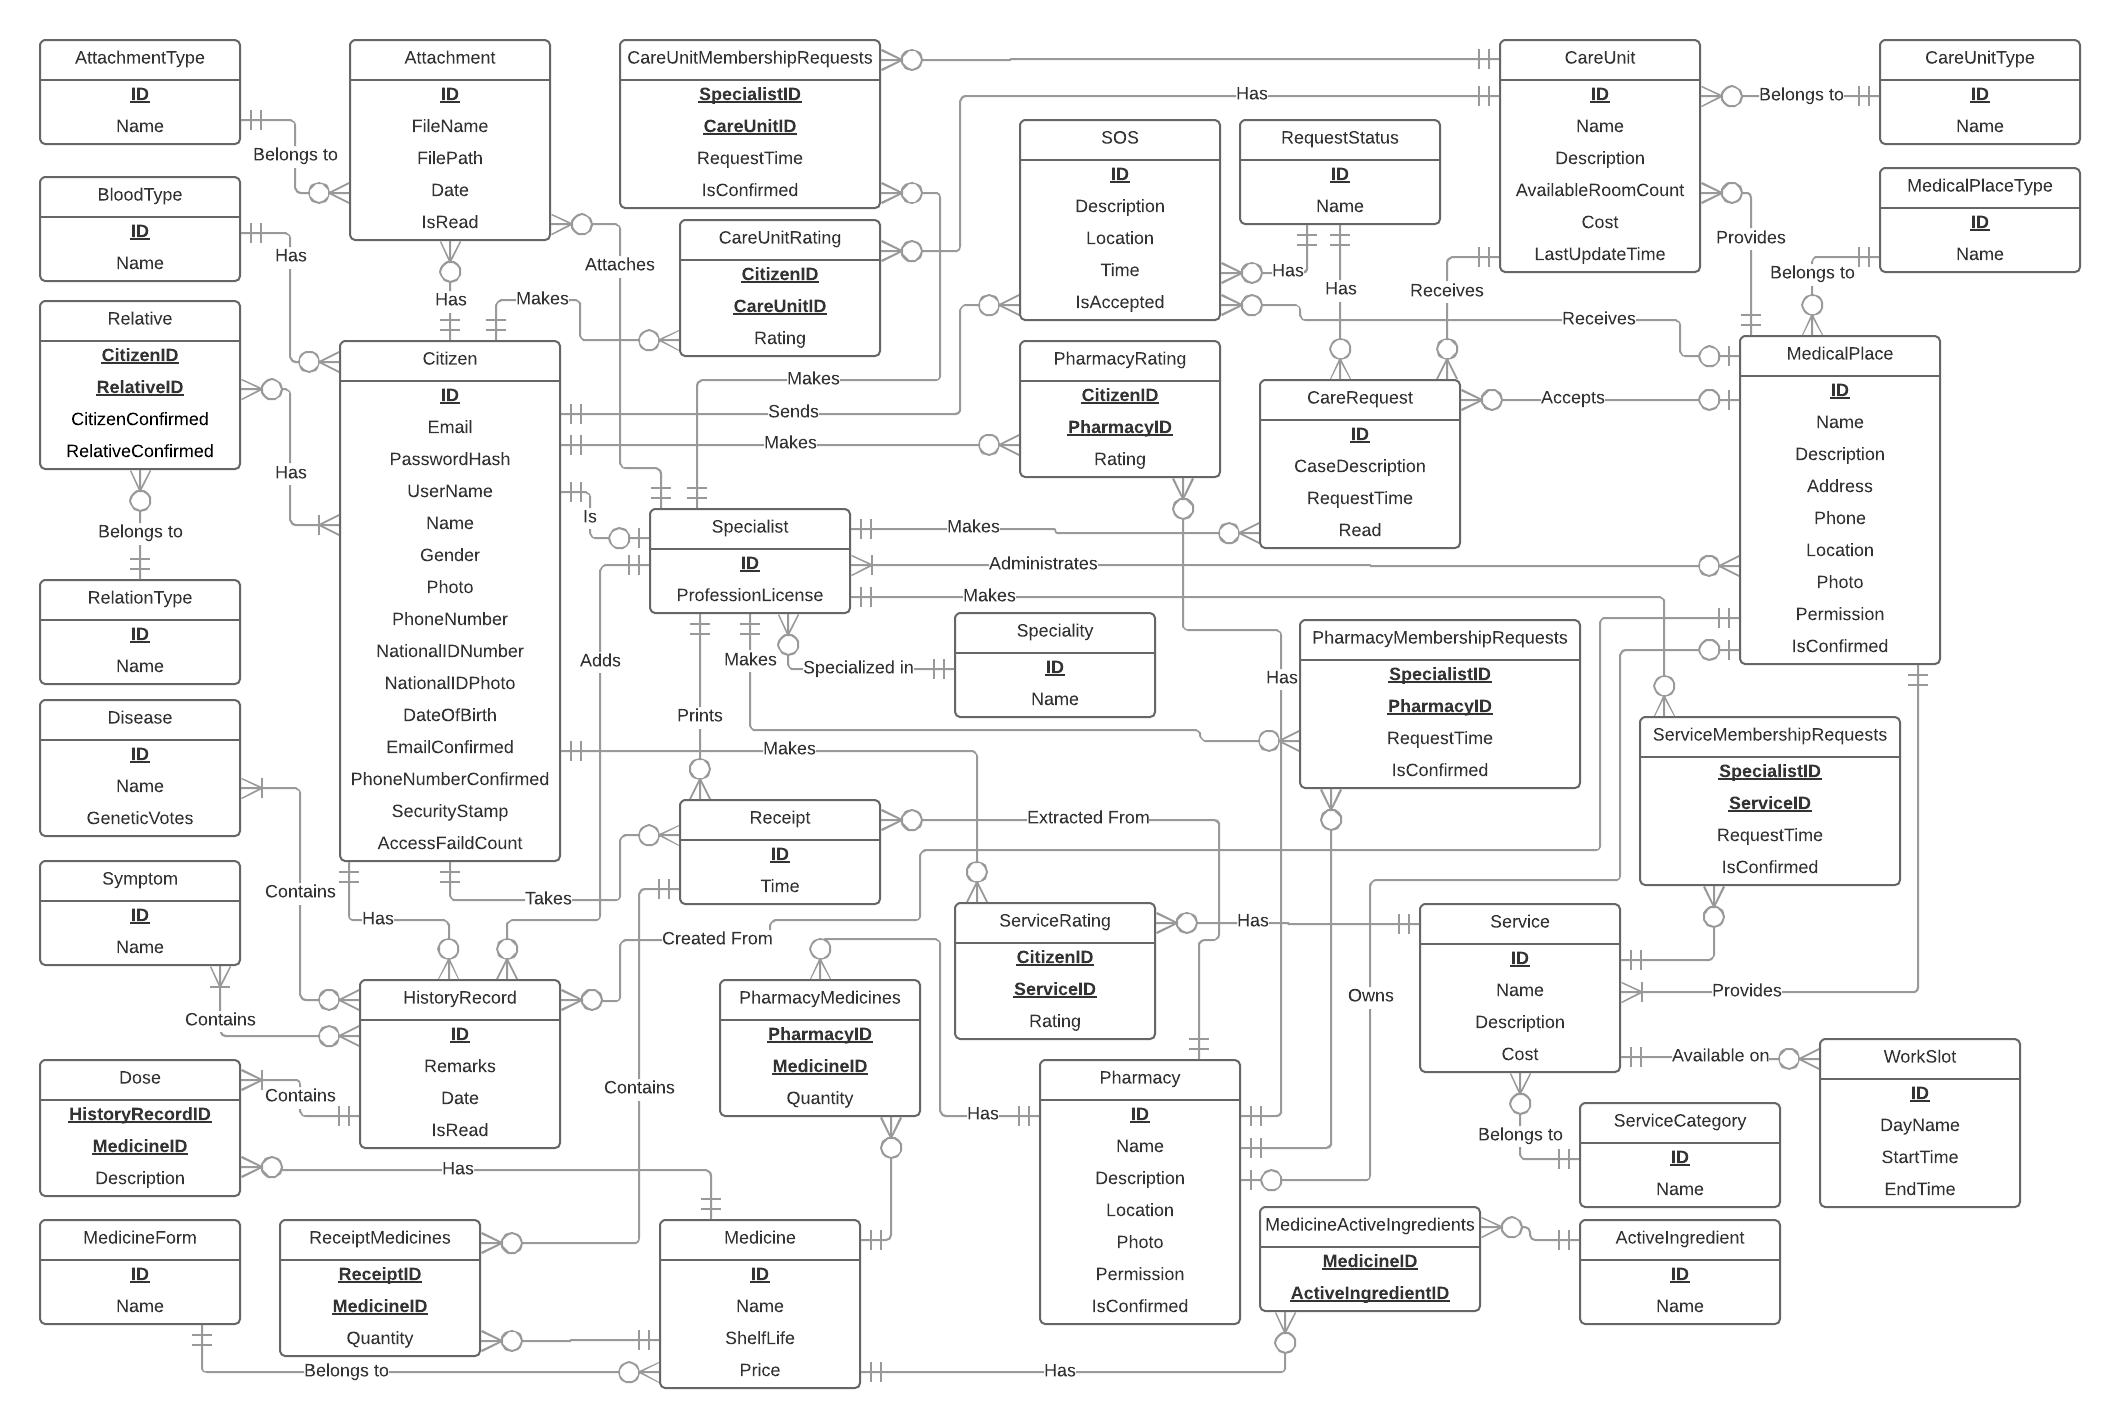 AttachmentType
ID
Name
Attachment
ID
FileName
FilePath
Date
IsRead
CareUnitMembershipRequests
SpecialistID
CareUnitID
RequestTime
IsConfirmed
CareUnit
ID
Name
Description
AvailableRoomCount
Cost
LastUpdateTime
CareUnitType
ID
Name
Belongs to
Has
Belongs to
SOS
ID
Description
Location
Time
IsAccepted
RequestStatus
ID
Name
MedicalPlaceType
ID
Name
BloodType
ID
Name
Has
CareUnitRating
CitizenID
CareUnitID
Rating
Attaches
Has
Makes
Has
Has
Receives
Provides
Belongs to
Receives
Relative
CitizenID
RelativeID
CitizenConfirmed
RelativeConfirmed
Has
Belongs to
Citizen
ID
Email
PasswordHash
UserName
Name
Gender
Photo
PhoneNumber
NationalIDNumber
NationalIDPhoto
DateOfBirth
EmailConfirmed
PhoneNumberConfirmed
SecurityStamp
AccessFaildCount
Makes
Sends
Makes
PharmacyRating
CitizenID
PharmacyID
Rating
CareRequest
ID
CaseDescription
RequestTime
Read
Accepts
MedicalPlace
ID
Name
Description
Address
Phone
Location
Photo
Permission
IsConfirmed
Is
Specialist
ID
ProfessionLicense
Makes
Administrates
Makes
RelationType
ID
Name
Adds
Makes
Specialized in
Speciality
ID
Name
Has
PharmacyMembershipRequests
SpecialistID
PharmacyID
RequestTime
IsConfirmed
Prints
Makes
Disease
ID
Name
GeneticVotes
ServiceMembershipRequests
SpecialistID
ServiceID
RequestTime
IsConfirmed
Receipt
ID
Time
Extracted From
Symptom
ID
Name
Contains
Has
Takes
Created From
ServiceRating
CitizenID
ServiceID
Rating
Has
Service
ID
Name
Description
Cost
Owns
Provides
Contains
HistoryRecord
ID
Remarks
Date
IsRead
PharmacyMedicines
PharmacyID
MedicineID
Quantity
Contains
Dose
HistoryRecordID
MedicineID
Description
Contains
Has
Has
Pharmacy
ID
Name
Description
Location
Photo
Permission
IsConfirmed
Available on
WorkSlot
ID
DayName
StartTime
EndTime
Belongs to
ServiceCategory
ID
Name
MedicineForm
ID
Name
ReceiptMedicines
ReceiptID
MedicineID
Quantity
Medicine
ID
Name
ShelfLife
Price
MedicineActiveIngredients
MedicineID
ActiveIngredientID
ActiveIngredient
ID
Name
Belongs to
Has